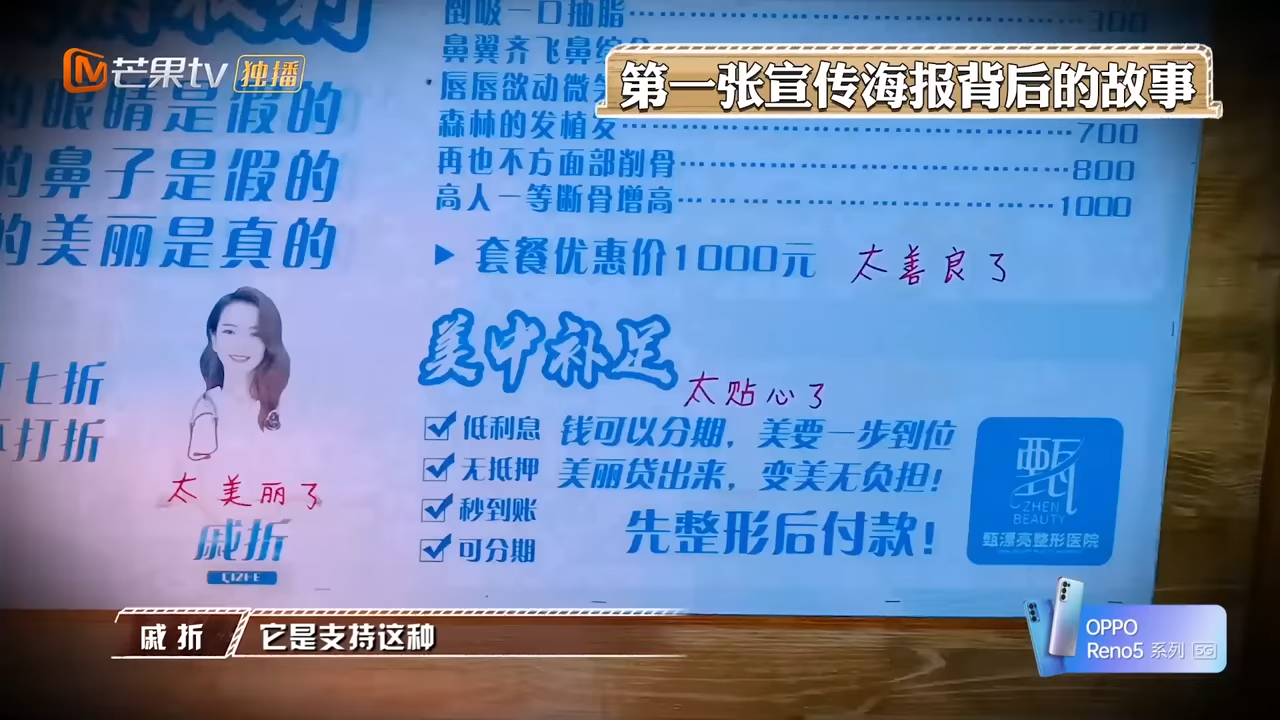 芒果tv 独播
第一张宣传海报背后的故事
的眼睛是假的
的鼻子是假的
的美丽是真的
七折
打折
太美丽了
戚折
QIZHE
倒吸一口抽脂 300
鼻翼齐飞鼻综合
唇唇欲动微笑
森林的发植发 700
再也不方面部削骨 800
高人一等断骨增高 1000
套餐优惠价1000元 太善良了
美中补足 太贴心了
低利息 钱可以分期，美要一步到位
无抵押 美丽贷出来，变美无负担！
秒到账
可分期
先整形后付款！
甄
ZHEN
BEAUTY
甄漂亮整形医院
戚折 它是支持这种
OPPO
Reno5 系列 5G